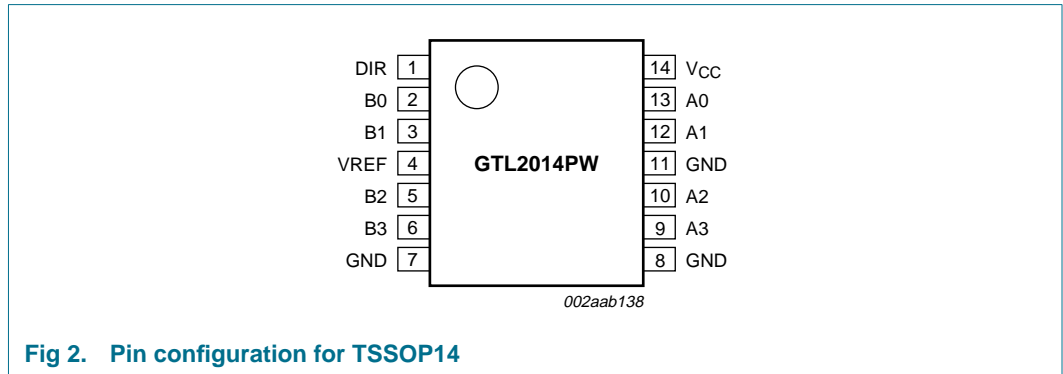 DIR 1 14 VCC
B0 2 13 A0
B1 3 12 A1
VREF 4 GTL2014PW 11 GND
B2 5 10 A2
B3 6 9 A3
GND 7 8 GND
002aab138
Fig 2. Pin configuration for TSSOP14